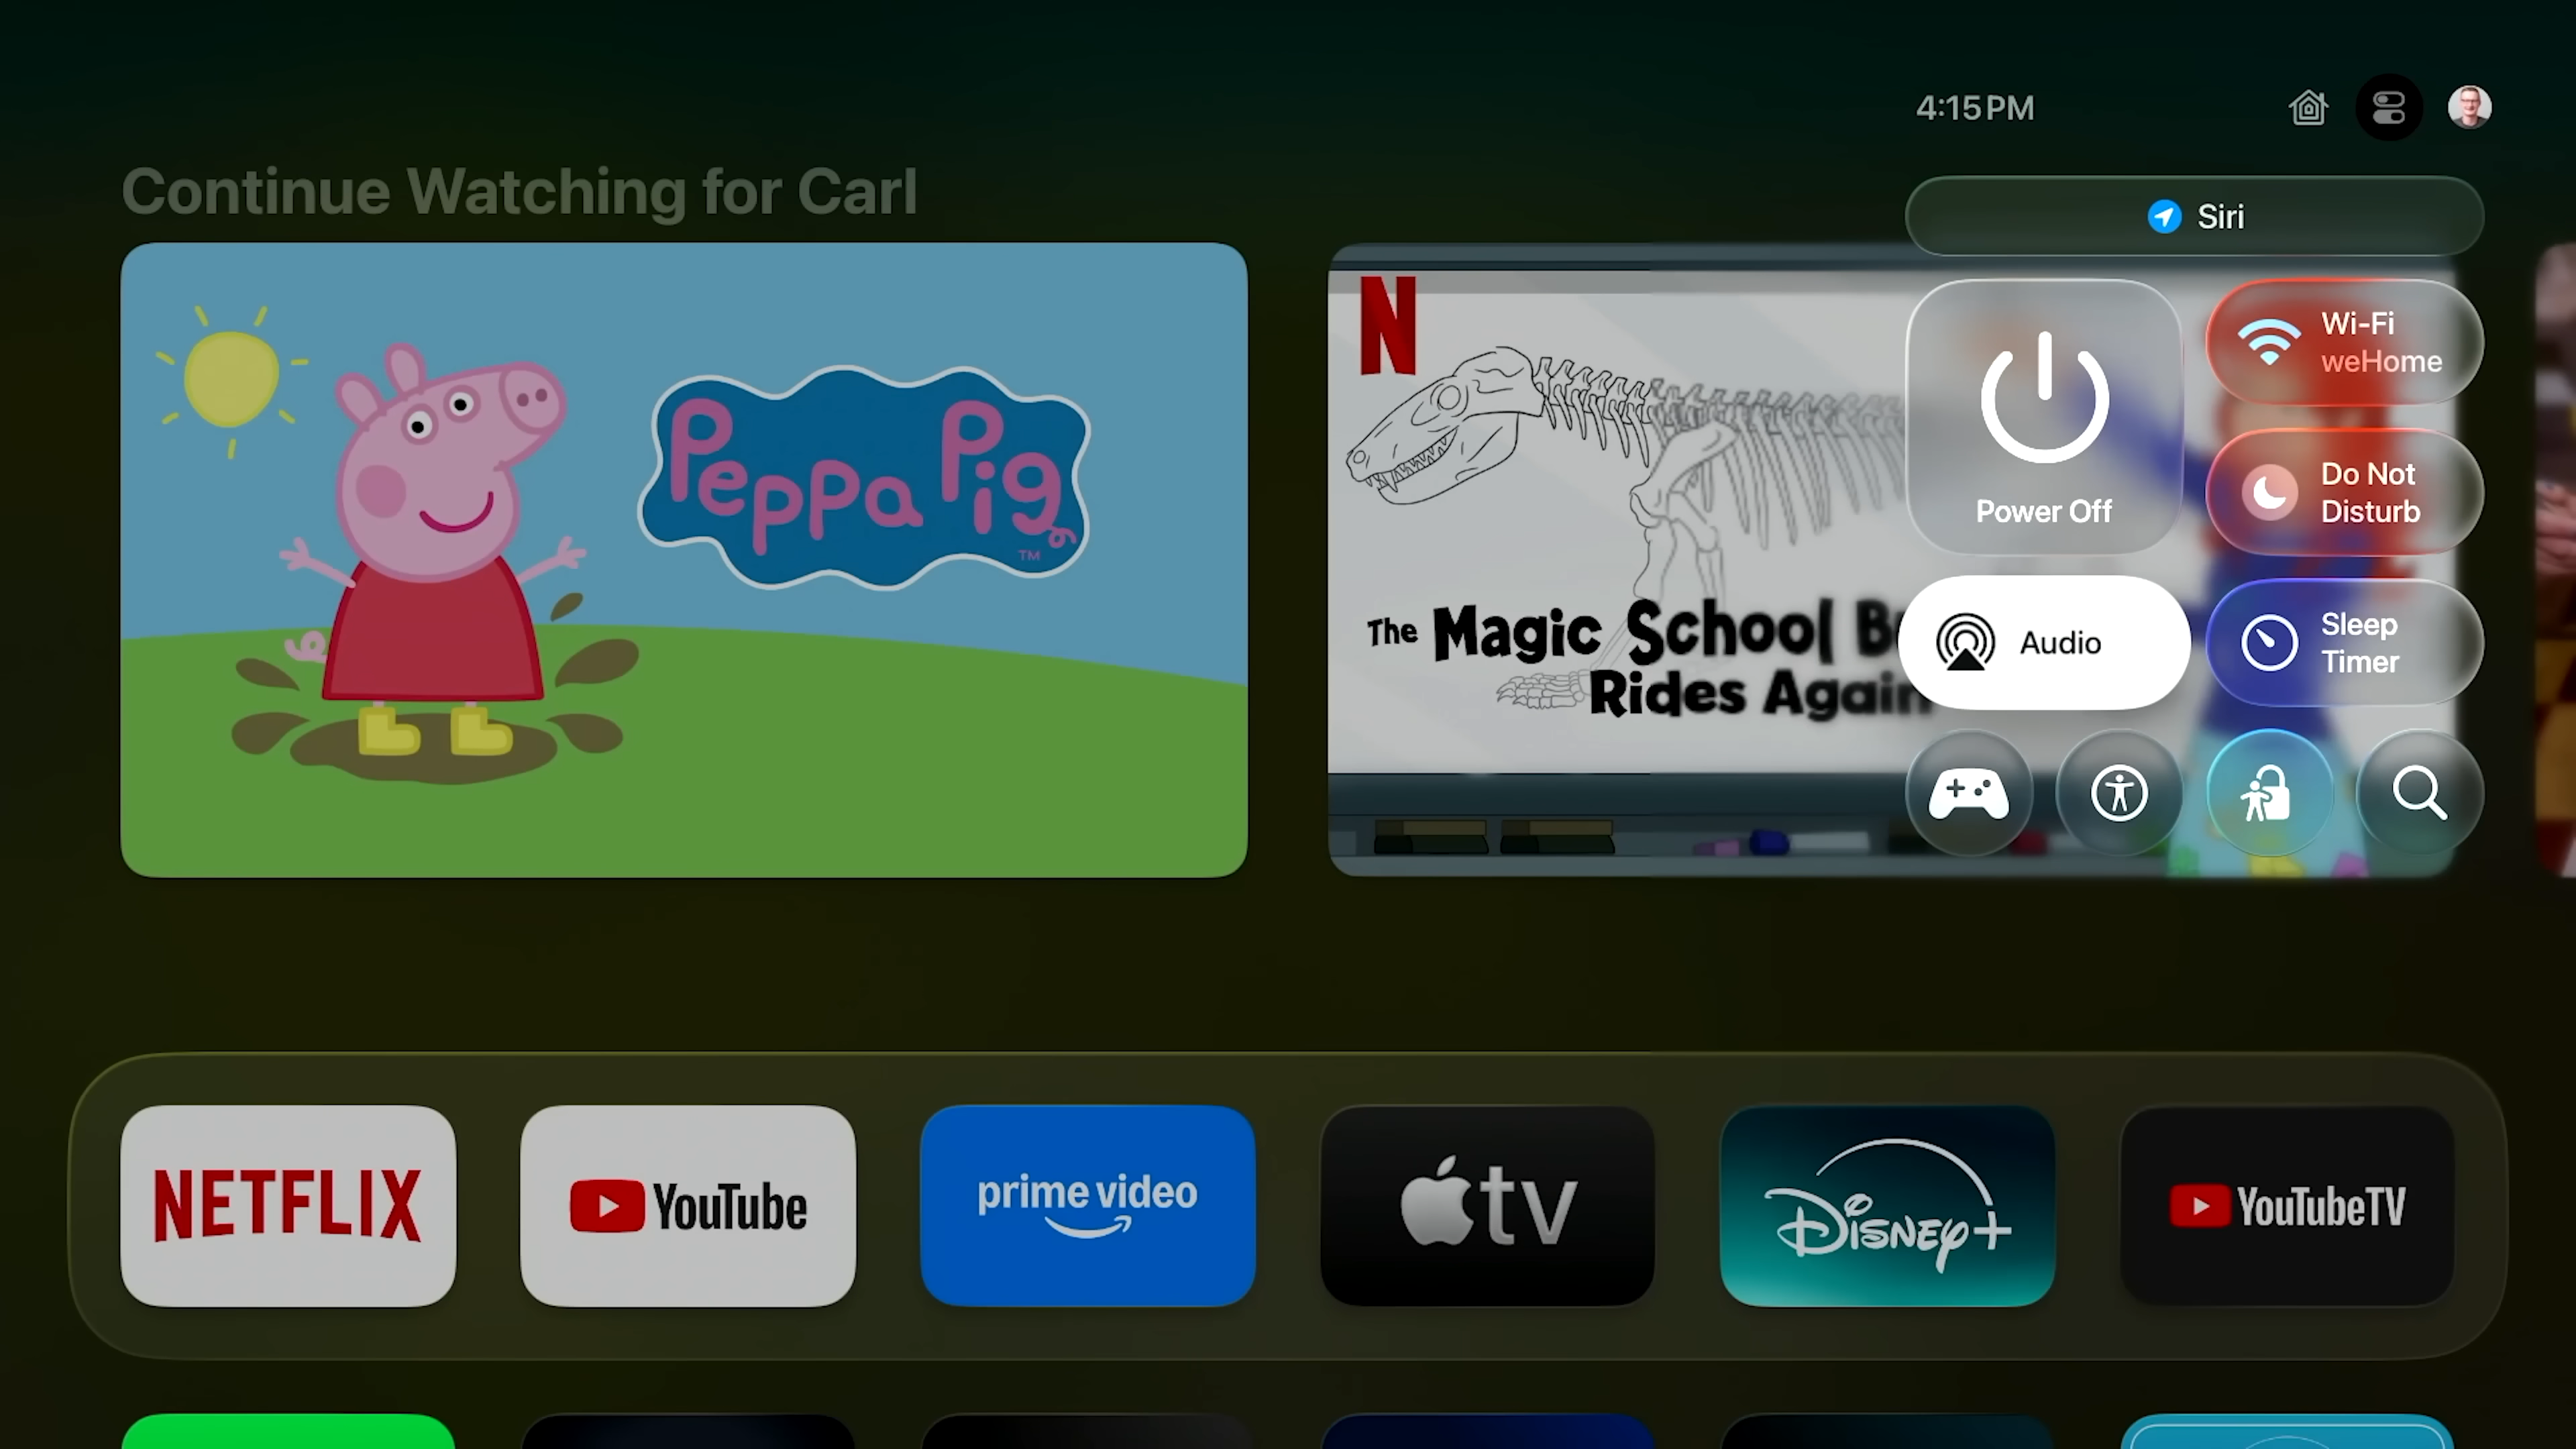 4:15 PM
Continue Watching for Carl
Siri
Peppa Pig
TM
N
The Magic School B
Rides Again
Power Off
Wi-Fi
weHome
Do Not
Disturb
Audio
Sleep
Timer
NETFLIX
YouTube
prime video
tv
Disney+
YouTubeTV